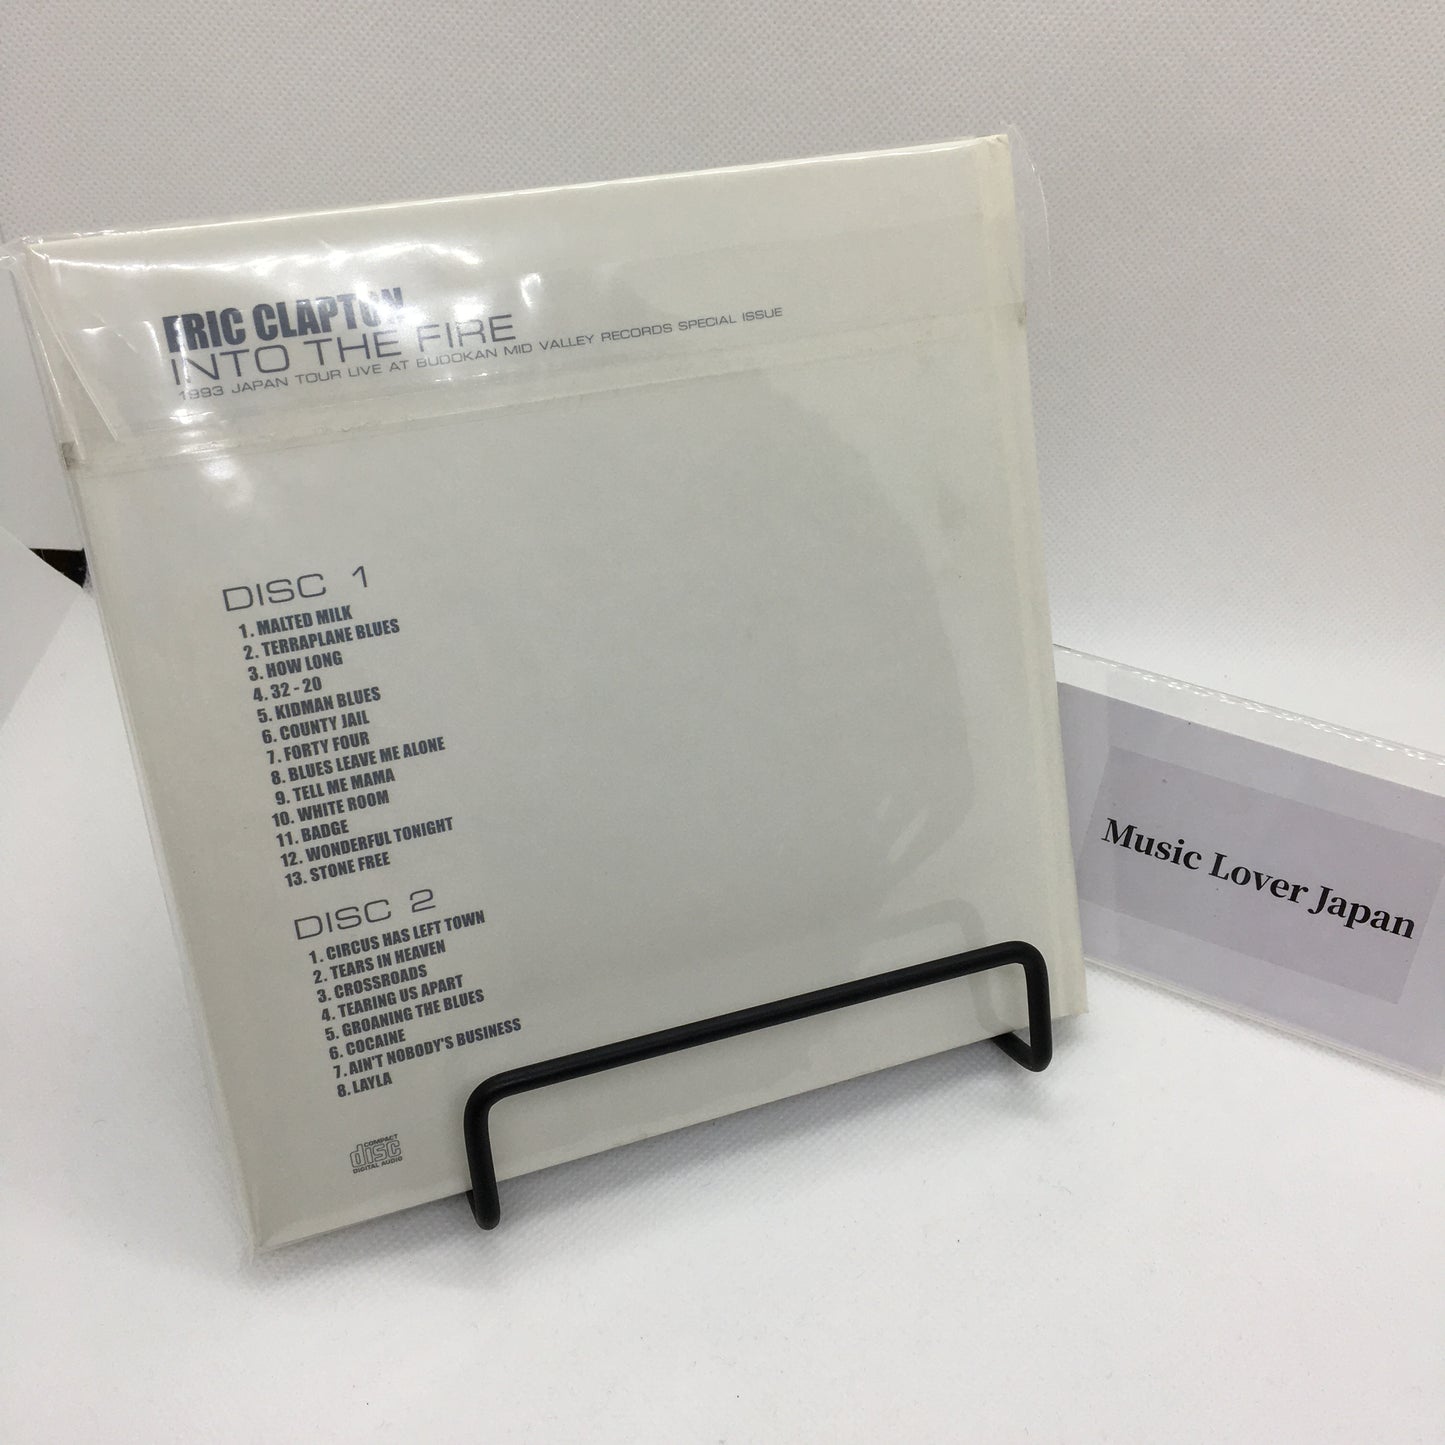 ERIC CLAPTON
INTO THE FIRE
1993 JAPAN TOUR LIVE AT BUDOKAN MID VALLEY RECORDS SPECIAL ISSUE
DISC 1
1. MALTED MILK
2. TERRAPLANE BLUES
3. HOW LONG
4. 32-20
5. KIDMAN BLUES
6. COUNTY JAIL
7. FORTY FOUR
8. BLUES LEAVE ME ALONE
9. TELL ME MAMA
10. WHITE ROOM
11. BADGE
12. WONDERFUL TONIGHT
13. STONE FREE
DISC 2
1. CIRCUS HAS LEFT TOWN
2. TEARS IN HEAVEN
3. CROSSROADS
4. TEARING US APART
5. GROANING THE BLUES
6. COCAINE
7. AIN'T NOBODY'S BUSINESS
8. LAYLA
COMPACT
disc
DIGITAL AUDIO
Music Lover Japan